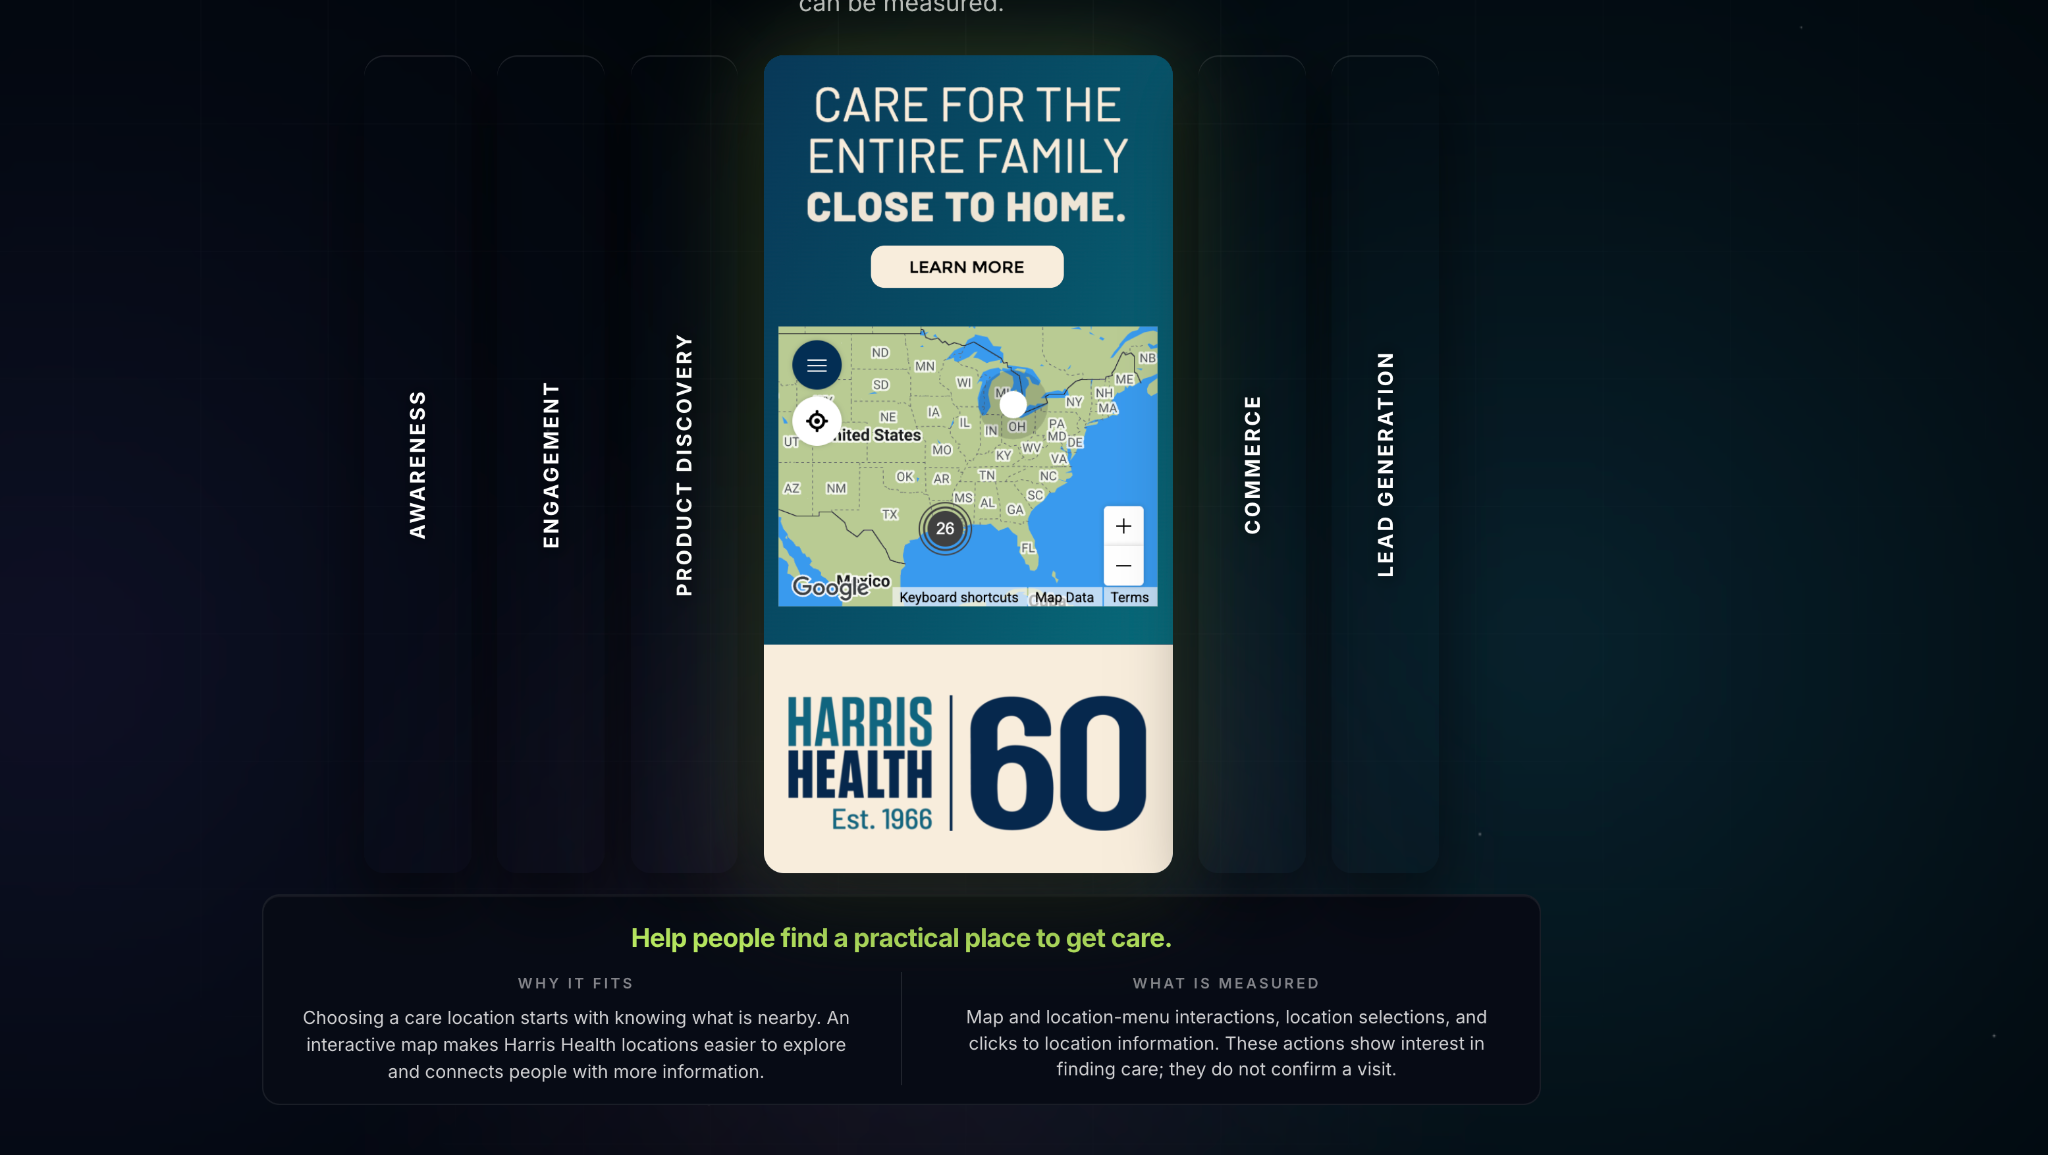 can be measured.
AWARENESS
ENGAGEMENT
PRODUCT DISCOVERY
CARE FOR THE
ENTIRE FAMILY
CLOSE TO HOME.
LEARN MORE
ND
MN
NB
ME
SD
WI
NH
NY
MA
NE
IA
IL
IN
OH
PA
MD
DE
UT
nited States
MO
KY
WV
VA
AZ
NM
OK
AR
TN
NC
MS
AL
SC
GA
TX
26
FL
+
−
Google
Keyboard shortcuts
Map Data
Terms
HARRIS
HEALTH
Est. 1966
60
COMMERCE
LEAD GENERATION
Help people find a practical place to get care.
WHY IT FITS
Choosing a care location starts with knowing what is nearby. An
interactive map makes Harris Health locations easier to explore
and connects people with more information.
WHAT IS MEASURED
Map and location-menu interactions, location selections, and
clicks to location information. These actions show interest in
finding care; they do not confirm a visit.